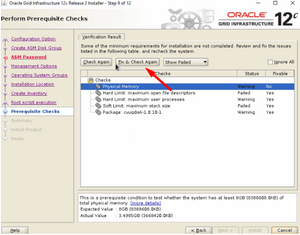 Oracle Grid Infrastructure 12c Release 2 Installer - Step 9 of 12
Perform Prerequisite Checks
ORACLE
GRID INFRASTRUCTURE
12c
Configuration Option
Create ASM Disk Group
ASM Password
Management Options
Operating System Groups
Installation Location
Create Inventory
Root script execution
Prerequisite Checks
Summary
Install Product
Finish
Verification Result
Some of the minimum requirements for installation are not completed. Review and fix the issues
listed in the following table, and recheck the system.
Check Again
Fix & Check Again
Show Failed
Ignore All
Checks
Status
Fixable
Checks
Physical Memory
Warning
No
Hard Limit: maximum open file descriptors
Failed
Yes
Hard Limit: maximum user processes
Warning
Yes
Soft Limit: maximum stack size
Failed
Yes
Package: cvuqdisk-1.0.10-1
Warning
Yes
This is a prerequisite condition to test whether the system has at least 8GB (8388608.0KB) of
total physical memory. (more details)
Expected Value : 8GB (8388608.0KB)
Actual Value
Help
< Back
Next >
Install
Cancel